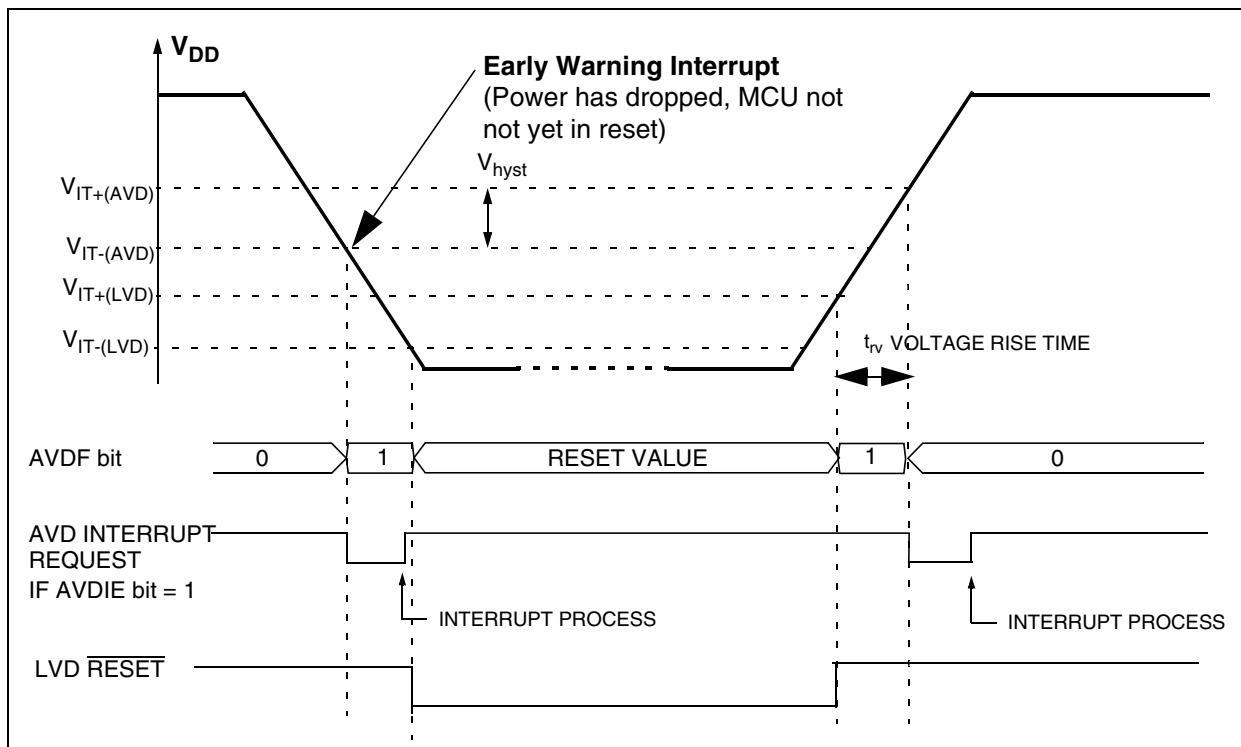 VDD
Early Warning Interrupt
(Power has dropped, MCU not
not yet in reset)
Vhyst
VIT+(AVD)
VIT-(AVD)
VIT+(LVD)
VIT-(LVD)
trv VOLTAGE RISE TIME
AVDF bit
0
1
RESET VALUE
1
0
AVD INTERRUPT
REQUEST
IF AVDIE bit = 1
INTERRUPT PROCESS
INTERRUPT PROCESS
LVD RESET